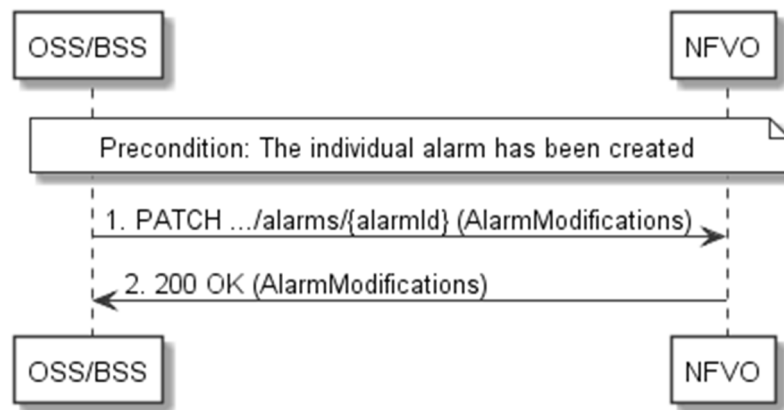 OSS/BSS
NFVO
Precondition: The individual alarm has been created
1. PATCH .../alarms/{alarmId} (AlarmModifications)
2. 200 OK (AlarmModifications)
OSS/BSS
NFVO